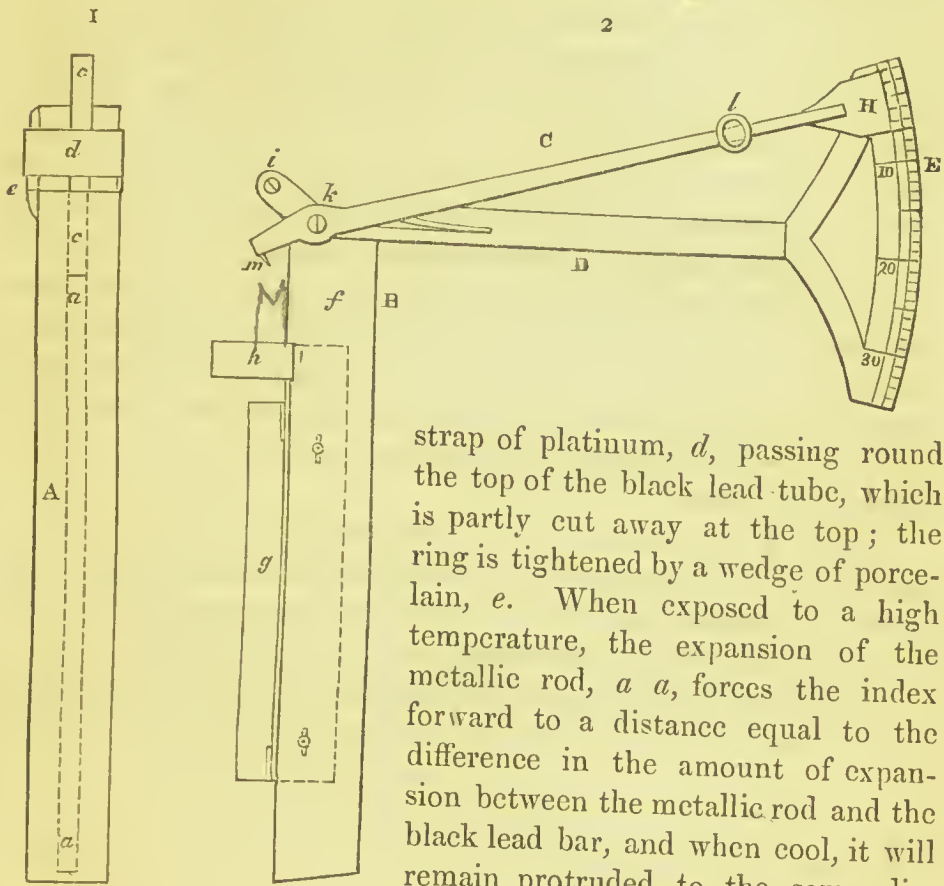 1
2
c
d
e
c
a
A
a
i
k
C
l
H
E
10
20
30
m
D
f
B
h
g
strap of platinum, d, passing round
the top of the black lead tube, which
is partly cut away at the top; the
ring is tightened by a wedge of porce-
lain, e. When exposed to a high
temperature, the expansion of the
metallic rod, a a, forces the index
forward to a distance equal to the
difference in the amount of expan-
sion between the metallic rod and the
black lead bar, and when cool, it will
remain protruded to the same dis-